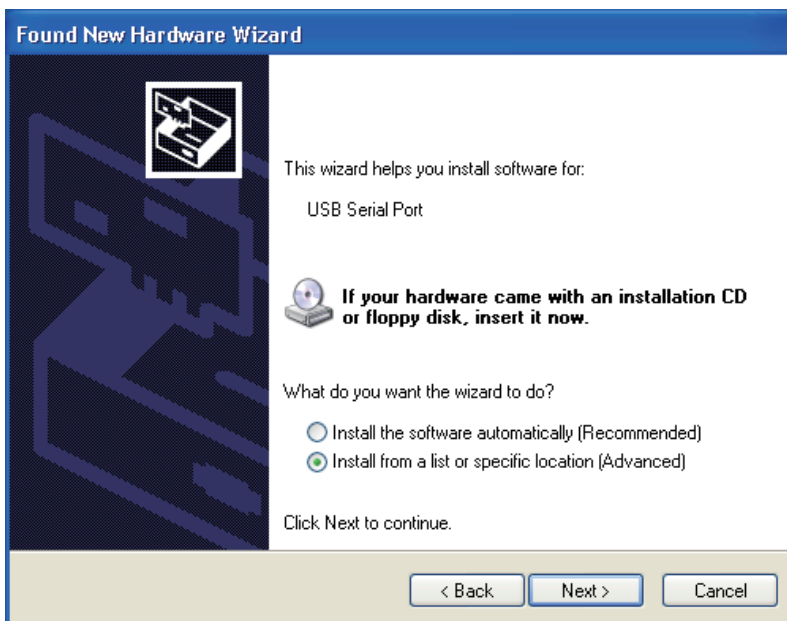 Found New Hardware Wizard
This wizard helps you install software for:
USB Serial Port
If your hardware came with an installation CD
or floppy disk, insert it now.
What do you want the wizard to do?
Install the software automatically (Recommended)
Install from a list or specific location (Advanced)
Click Next to continue.
< Back Next > Cancel